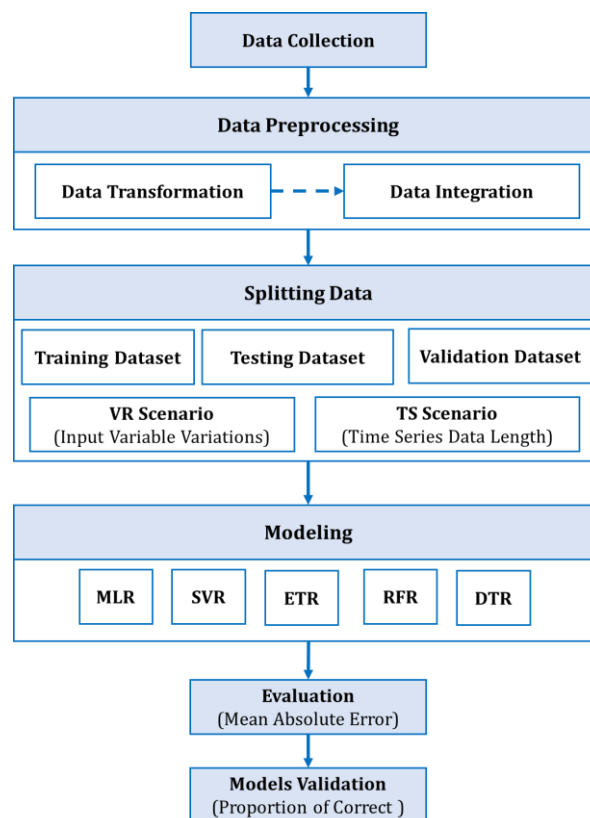 Data Collection
Data Preprocessing
Data Transformation
Data Integration
Splitting Data
Training Dataset
Testing Dataset
Validation Dataset
VR Scenario
(Input Variable Variations)
TS Scenario
(Time Series Data Length)
Modeling
MLR
SVR
ETR
RFR
DTR
Evaluation
(Mean Absolute Error)
Models Validation
(Proportion of Correct )